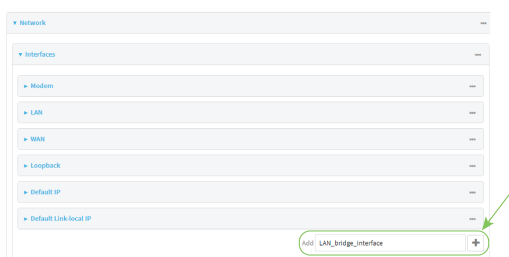 Network
Interfaces
Modem
LAN
WAN
Loopback
Default IP
Default Link-local IP
Add LAN_bridge_interface